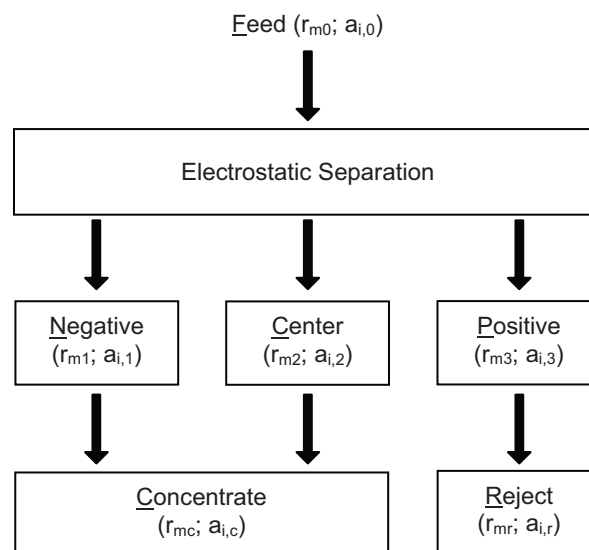 Feed (rm0; ai,0)
Electrostatic Separation
Negative
(rm1; ai,1)
Center
(rm2; ai,2)
Positive
(rm3; ai,3)
Concentrate
(rmc; ai,c)
Reject
(rmr; ai,r)